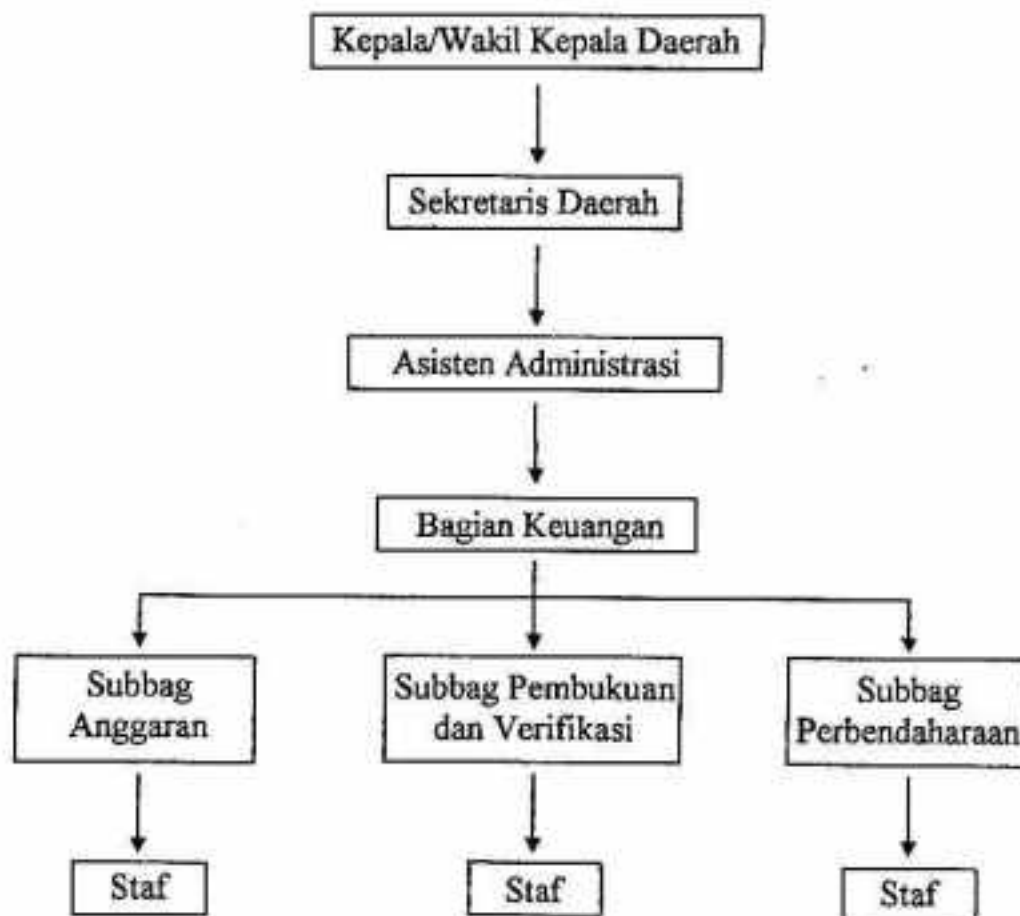 Kepala/Wakil Kepala Daerah
Sekretaris Daerah
Asisten Administrasi
Bagian Keuangan
Subbag
Anggaran
Subbag Pembukuan
dan Verifikasi
Subbag
Perbendaharaan
Staf
Staf
Staf